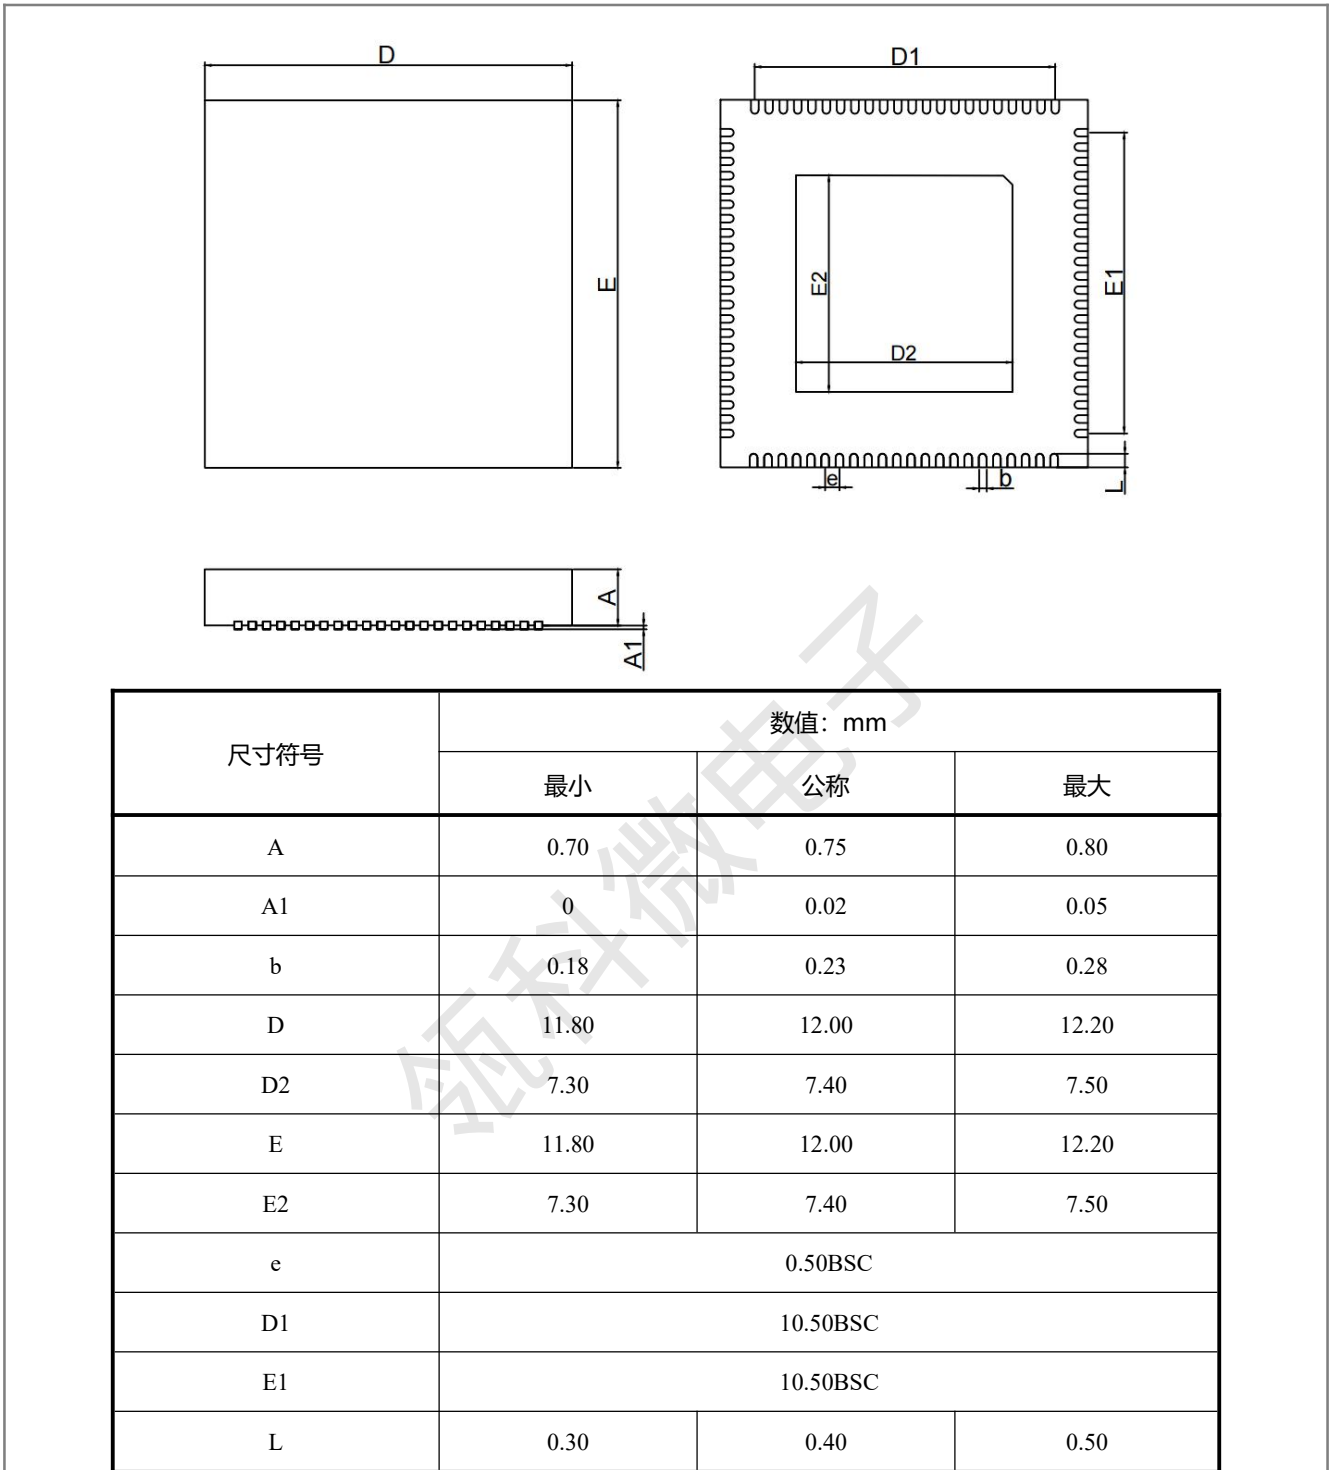 D
D1
E
E2
D2
E1
e
b
L
A
A1
尺寸符号
数值：mm
最小 公称 最大
A 0.70 0.75 0.80
A1 0 0.02 0.05
b 0.18 0.23 0.28
D 11.80 12.00 12.20
D2 7.30 7.40 7.50
E 11.80 12.00 12.20
E2 7.30 7.40 7.50
e 0.50BSC
D1 10.50BSC
E1 10.50BSC
L 0.30 0.40 0.50
瓴科微电子